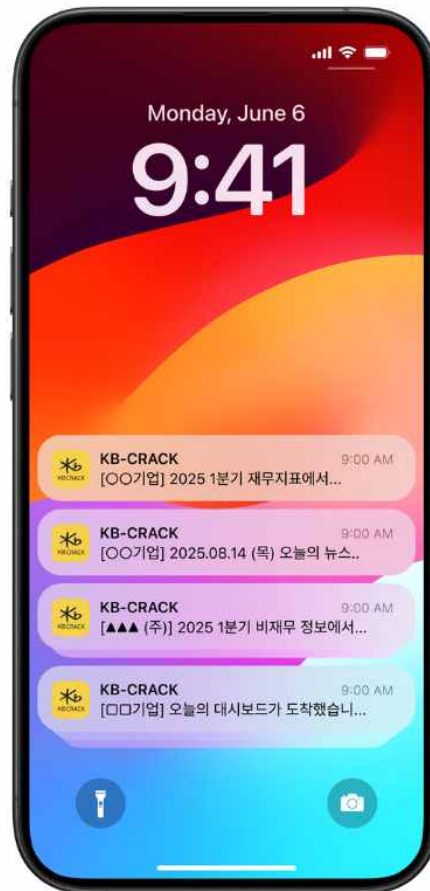 Monday, June 6
9:41
KB-CRACK
9:00 AM
[○○기업] 2025 1분기 재무지표에서...
KB-CRACK
9:00 AM
[○○기업] 2025.08.14 (목) 오늘의 뉴스..
KB-CRACK
9:00 AM
[▲▲▲ (주)] 2025 1분기 비재무 정보에서...
KB-CRACK
9:00 AM
[□□기업] 오늘의 대시보드가 도착했습니...